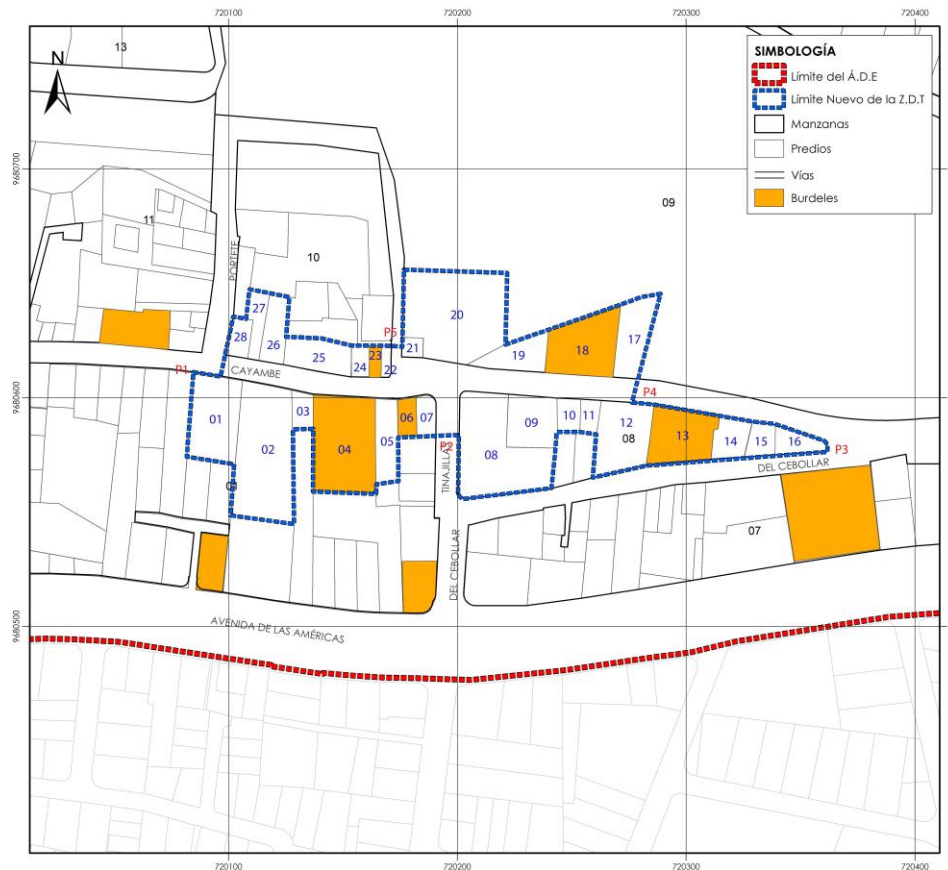 720100
720200
720300
720400
SIMBOLOGÍA
Límite del Á.D.E
Límite Nuevo de la Z.D.T
Manzanas
Predios
Vías
Burdeles
13
N
9680700
11
09
PORTETE
10
27
28
26
25
24
23
22
P5
21
20
19
18
17
P1
CAYAMBE
9680600
P4
01
02
03
04
05
06
07
P2
TINAJILLAS
08
09
10
11
12
08
13
14
15
16
P3
DEL CEBOLLAR
01
07
DEL CEBOLLAR
9680500
AVENIDA DE LAS AMÉRICAS
720100
720200
720300
720400